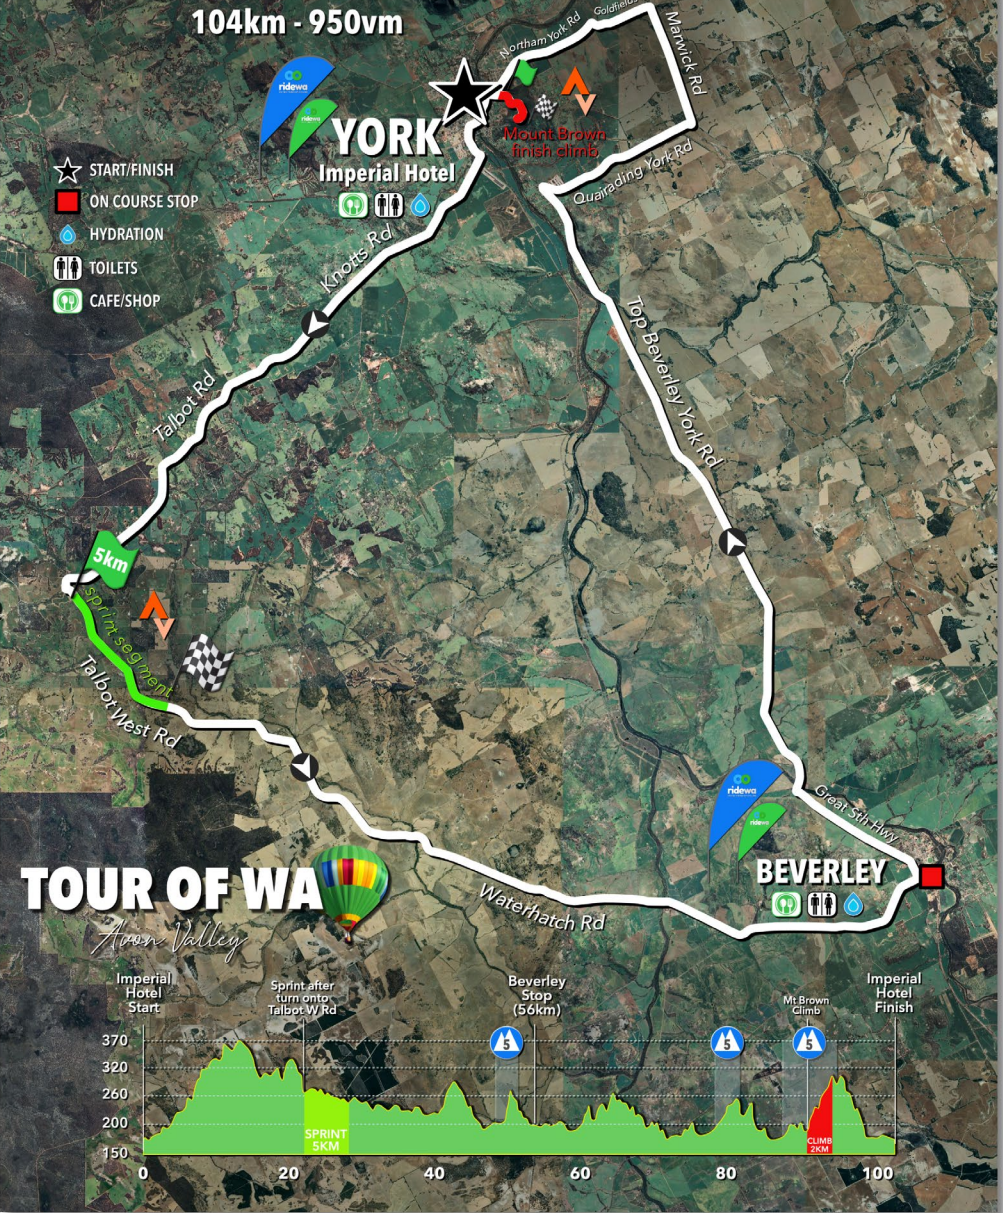 104km - 950vm
Northam York Rd
Goldfields
Marwick Rd
ridewa
ridewa
YORK
Imperial Hotel
Mount Brown
finish climb
Quairading York Rd
START/FINISH
ON COURSE STOP
HYDRATION
TOILETS
CAFE/SHOP
Knotts Rd
Top Beverley York Rd
Talbot Rd
5km
sprint segment
Talbot West Rd
ridewa
ridewa
Great Sth Hwy
BEVERLEY
TOUR OF WA
Avon Valley
Waterhatch Rd
Imperial
Hotel
Start
Sprint after
turn onto
Talbot W Rd
Beverley
Stop
(56km)
Mt Brown
Climb
Imperial
Hotel
Finish
370
320
260
200
150
5
5
5
SPRINT
5KM
CLIMB
2KM
0
20
40
60
80
100